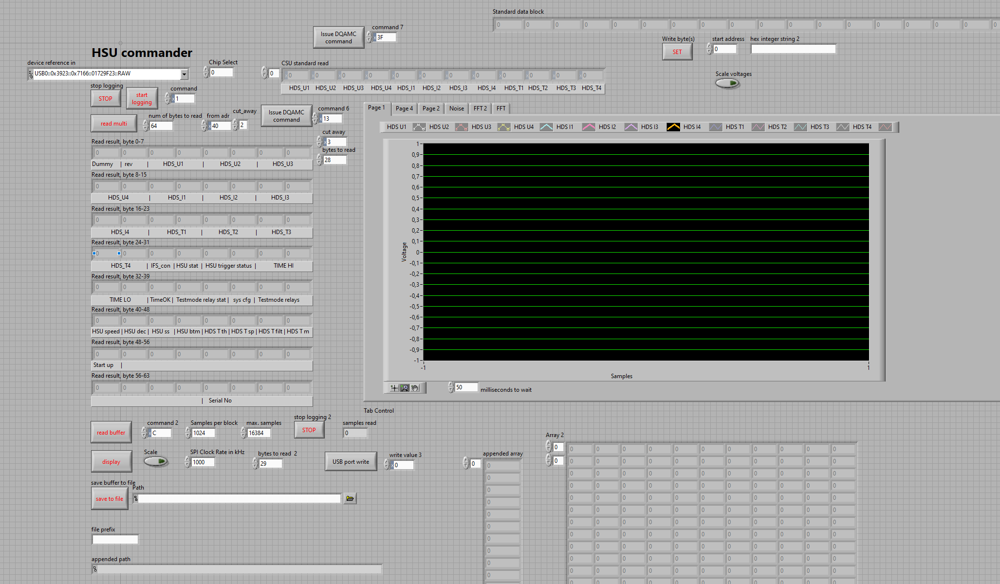 Standard data block
0 0 0 0 0 0 0 0 0 0 0 0 0 0 0 0 0 0
Issue DQAMC command
command 7
x 3F
Write byte(s)
SET
start address
0
hex integer string 2
HSU commander
device reference in
USB0::0x3923::0x7166::01729F23::RAW
Chip Select
0
CSU standard read
0
x0 x0 x0 x0 x0 x0 x0 x0 x0 x0 x0 x0
HDS_U1 HDS_U2 HDS_U3 HDS_U4 HDS_I1 HDS_I2 HDS_I3 HDS_I4 HDS_T1 HDS_T2 HDS_T3 HDS_T4
Scale voltages
stop logging
STOP
start logging
command
x 1
read multi
num of bytes to read
64
from adr
x 40
cut_away
2
Issue DQAMC command
command 6
x 13
cut away
x 3
bytes to read
28
Read result, byte 0-7
0 0 0 0 0 0 0 0
Dummy | rev | HDS_U1 | HDS_U2 | HDS_U3
Read result, byte 8-15
0 0 0 0 0 0 0 0
HDS_U4 | HDS_I1 | HDS_I2 | HDS_I3
Read result, byte 16-23
0 0 0 0 0 0 0 0
HDS_I4 | HDS_T1 | HDS_T2 | HDS_T3
Read result, byte 24-31
0 0 0 0 0 0 0 0
HDS_T4 | IFS_con | HSU stat | HSU trigger status | TIME HI
Read result, byte 32-39
0 0 0 0 0 0 0 0
TIME LO | TimeOK | Testmode relay stat | sys cfg | Testmode relays
Read result, byte 40-48
0 0 0 0 0 0 0 0
HSU speed | HSU dec | HSU ss | HSU btm | HDS T th | HDS T sp | HDS T filt | HDS T m
Read result, byte 48-56
0 0 0 0 0 0 0 0
Start up |
Read result, byte 56-63
0 0 0 0 0 0 0 0
| Serial No
Page 1 Page 4 Page 2 Noise FFT 2 FFT
HDS U1 HDS U2 HDS U3 HDS U4 HDS I1 HDS I2 HDS I3 HDS I4 HDS T1 HDS T2 HDS T3 HDS T4
Voltage
1
0,9
0,8
0,7
0,6
0,5
0,4
0,3
0,2
0,1
0
-0,1
-0,2
-0,3
-0,4
-0,5
-0,6
-0,7
-0,8
-0,9
-1
-1 1
Samples
50 milliseconds to wait
Tab Control
read buffer
command 2
x C
Samples per block
1024
max. samples
16384
stop logging 2
STOP
samples read
0
display
Scale
SPI Clock Rate in kHz
1000
bytes to read 2
29
USB port write
write value 3
x 0
save buffer to file
save to file
Path
file prefix
appended path
appended array
0
0
0
0
0
0
0
0
0
0
0
Array 2
0
0
0 0 0 0 0 0 0 0 0 0 0
0 0 0 0 0 0 0 0 0 0 0
0 0 0 0 0 0 0 0 0 0 0
0 0 0 0 0 0 0 0 0 0 0
0 0 0 0 0 0 0 0 0 0 0
0 0 0 0 0 0 0 0 0 0 0
0 0 0 0 0 0 0 0 0 0 0
0 0 0 0 0 0 0 0 0 0 0
0 0 0 0 0 0 0 0 0 0 0
0 0 0 0 0 0 0 0 0 0 0
0 0 0 0 0 0 0 0 0 0 0
0 0 0 0 0 0 0 0 0 0 0